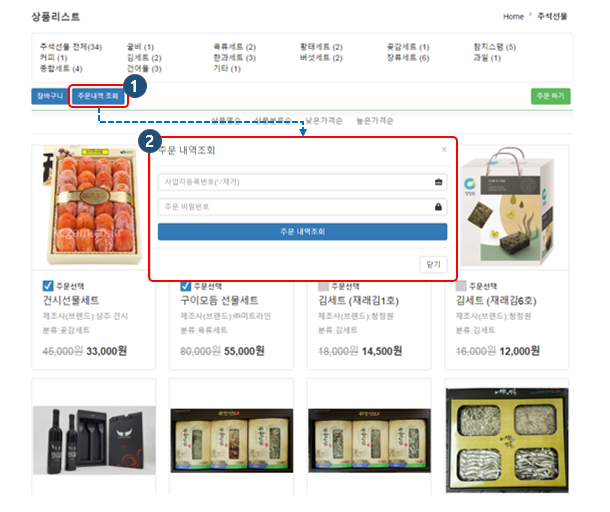 상품리스트
Home > 추석선물
추석선물 전체(34) 굴비 (1) 육류세트 (2) 황태세트 (2) 곶감세트 (1) 참치스팸 (5)
커피 (1) 김세트 (2) 한과세트 (3) 버섯세트 (2) 장류세트 (6) 과일 (1)
종합세트 (4) 건어물 (3) 기타 (1)
장바구니 주문내역 조회 1 주문 하기
상품명순 상품분류순 낮은가격순 높은가격순
2 주문 내역조회 ×
사업자등록번호('-'제거)
주문 비밀번호
주문 내역조회
닫기
주문선택 주문선택 주문선택 주문선택
건시선물세트 구이모듬 선물세트 김세트 (재래김1호) 김세트 (재래김6호)
제조사(브랜드):상주 건시 제조사(브랜드):㈜미트라인 제조사(브랜드):청정원 제조사(브랜드):청정원
분류:곶감세트 분류:육류세트 분류:김세트 분류:김세트
45,000원 33,000원 80,000원 55,000원 18,000원 14,500원 16,000원 12,000원